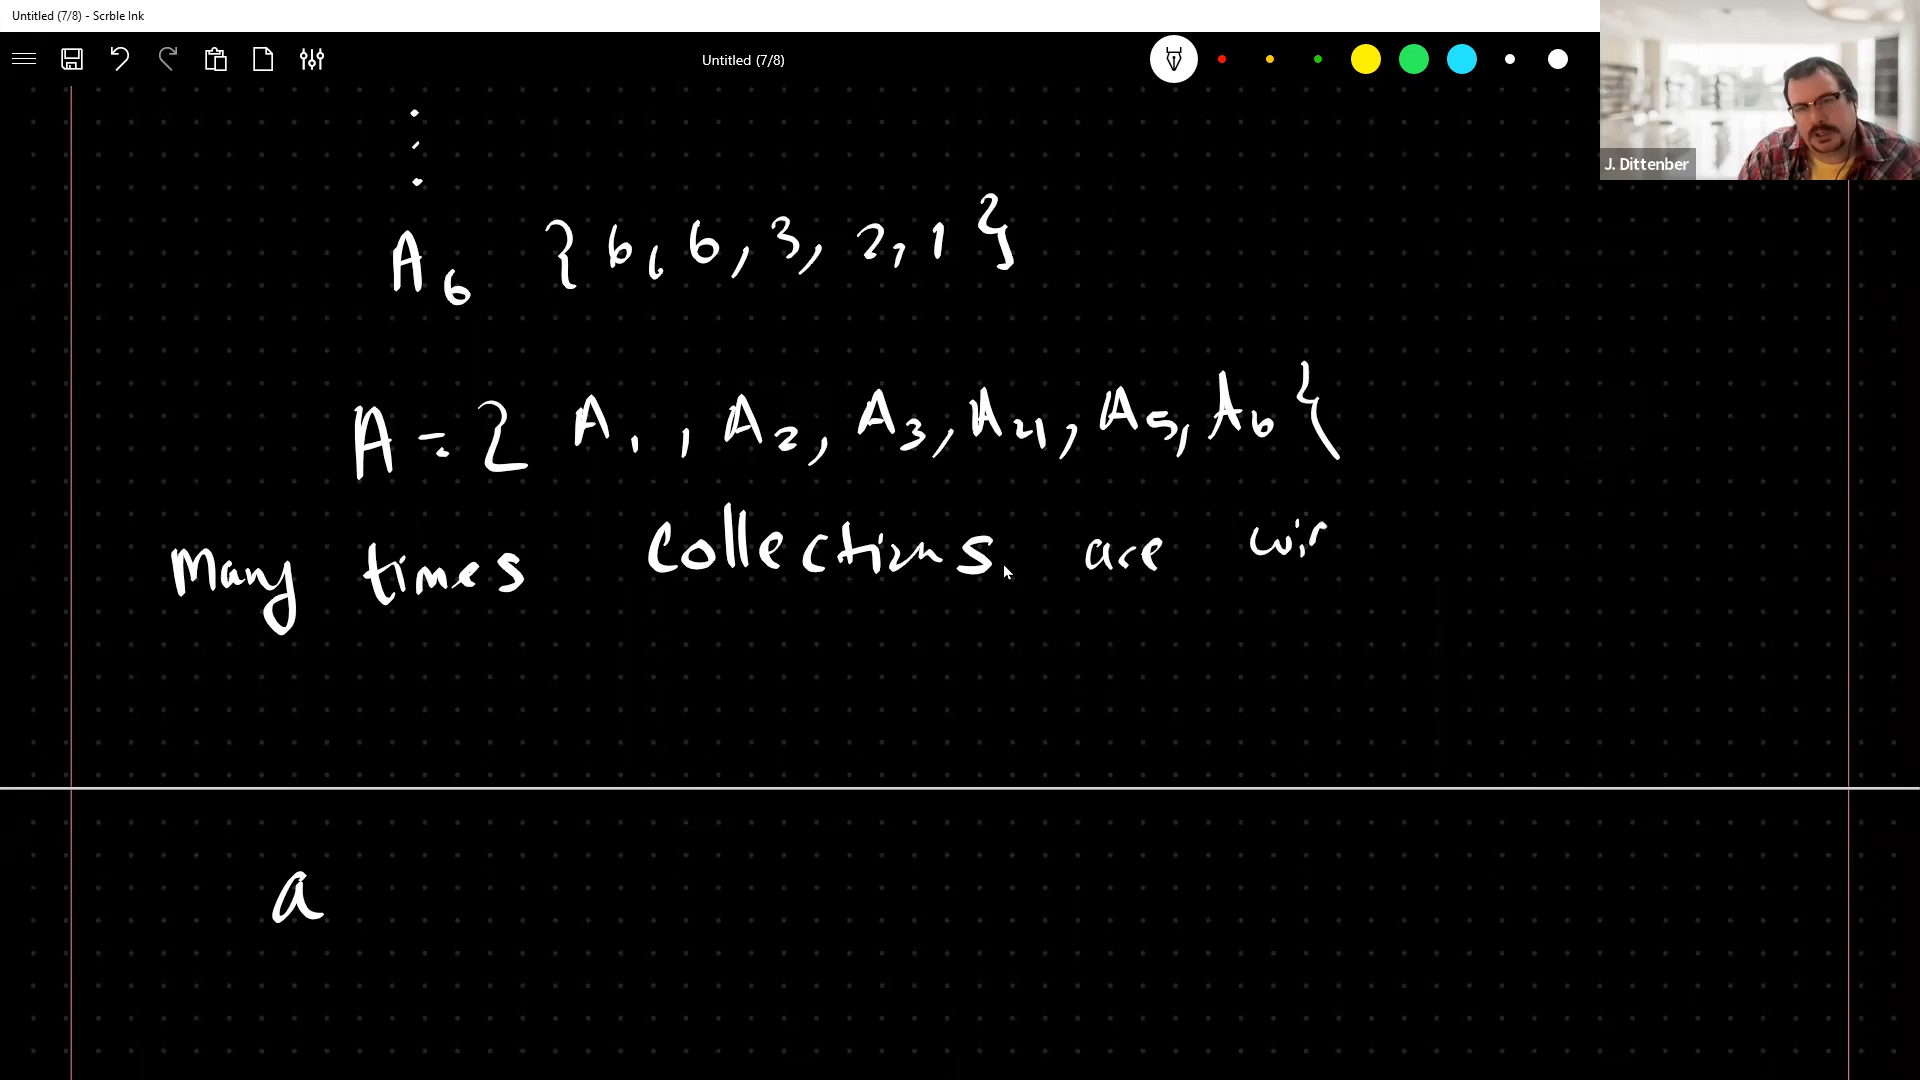 Untitled (7/8) - Scrble Ink
Untitled (7/8)
J. Dittenber
A6 {6, 6, 3, 2, 1}
A = { A1, A2, A3, A4, A5, A6 }
Many times collections are wir
a